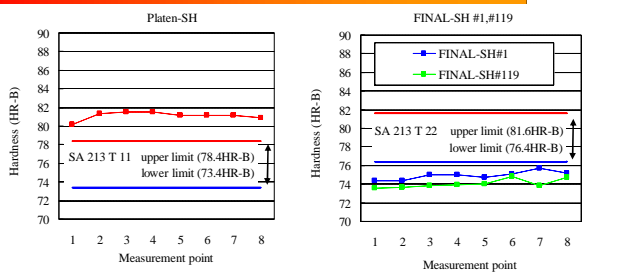 Platen-SH
90
88
86
84
82
80
78
76
74
72
70
Hardness (HR-B)
SA 213 T 11 upper limit (78.4HR-B)
lower limit (73.4HR-B)
1 2 3 4 5 6 7 8
Measurement point
FINAL-SH #1,#119
90
88
86
84
82
80
78
76
74
72
70
Hardness (HR-B)
FINAL-SH#1
FINAL-SH#119
SA 213 T 22 upper limit (81.6HR-B)
lower limit (76.4HR-B)
1 2 3 4 5 6 7 8
Measurement point